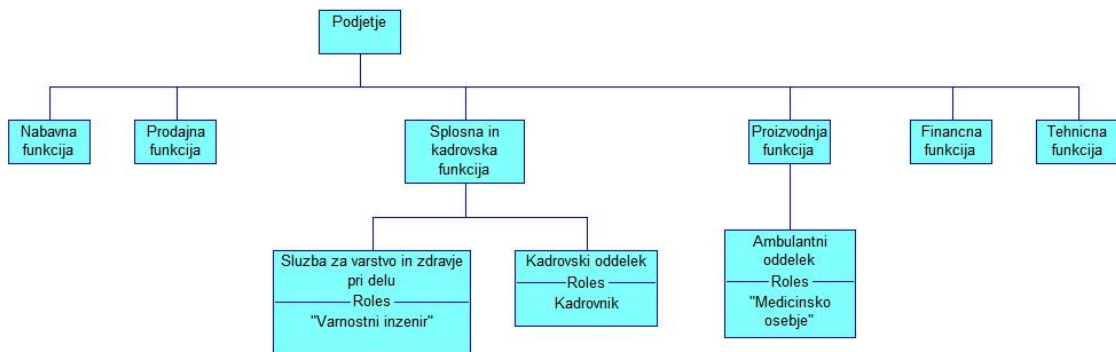 Podjetje
Nabavna
funkcija
Prodajna
funkcija
Splosna in
kadrovska
funkcija
Proizvodnja
funkcija
Financna
funkcija
Tehnicna
funkcija
Sluzba za varstvo in zdravje
pri delu
Roles
"Varnostni inzenir"
Kadrovski oddelek
Roles
Kadrovnik
Ambulantni
oddelek
Roles
"Medicinsko
osebje"